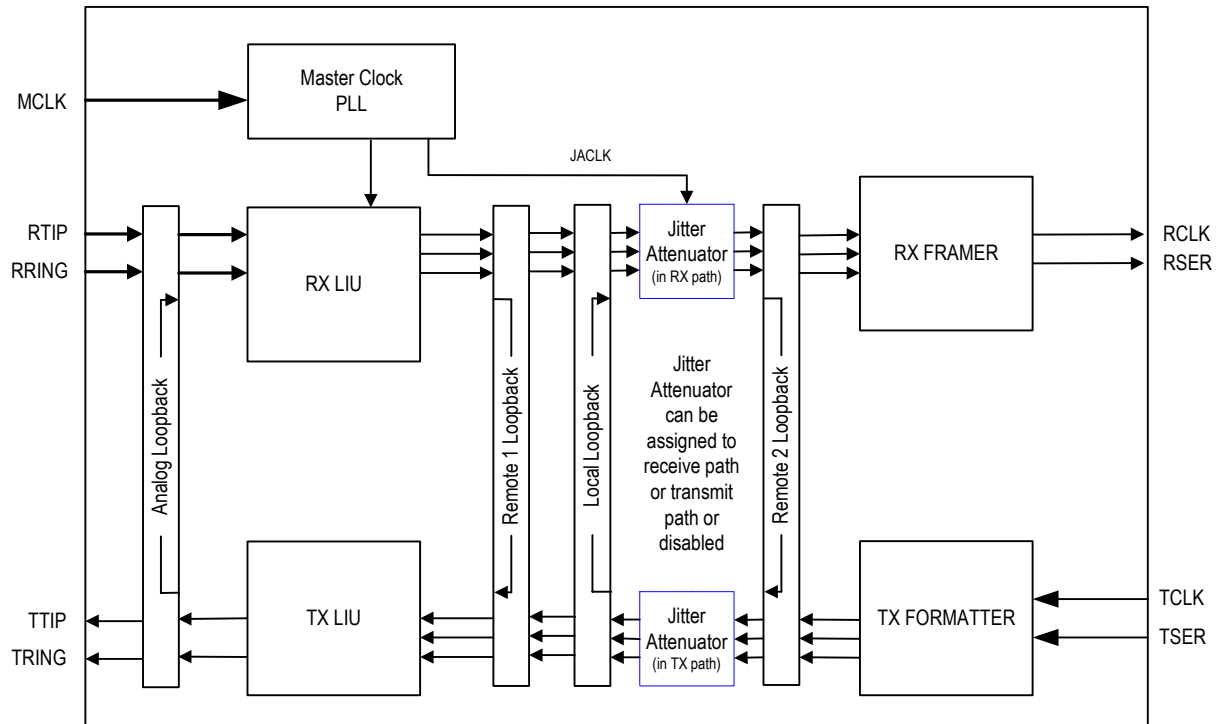 Master Clock
PLL
MCLK
JACLK
RTIP
RRING
RX LIU
Jitter
Attenuator
(in RX path)
RX FRAMER
RCLK
RSER
Analog Loopback
Remote 1 Loopback
Local Loopback
Jitter
Attenuator
can be
assigned to
receive path
or transmit
path or
disabled
Remote 2 Loopback
TTIP
TRING
TX LIU
Jitter
Attenuator
(in TX path)
TX FORMATTER
TCLK
TSER